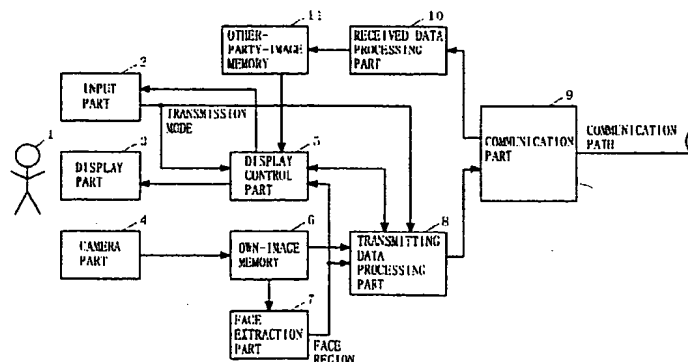 11
OTHER-
PARTY-IMAGE
MEMORY
10
RECEIVED DATA
PROCESSING
PART
2
INPUT
PART
TRANSMISSION
MODE
9
COMMUNICATION
PART
COMMUNICATION
PATH
1
3
DISPLAY
PART
5
DISPLAY
CONTROL
PART
4
CAMERA
PART
6
OWN-IMAGE
MEMORY
8
TRANSMITTING
DATA
PROCESSING
PART
7
FACE
EXTRACTION
PART
FACE
REGION